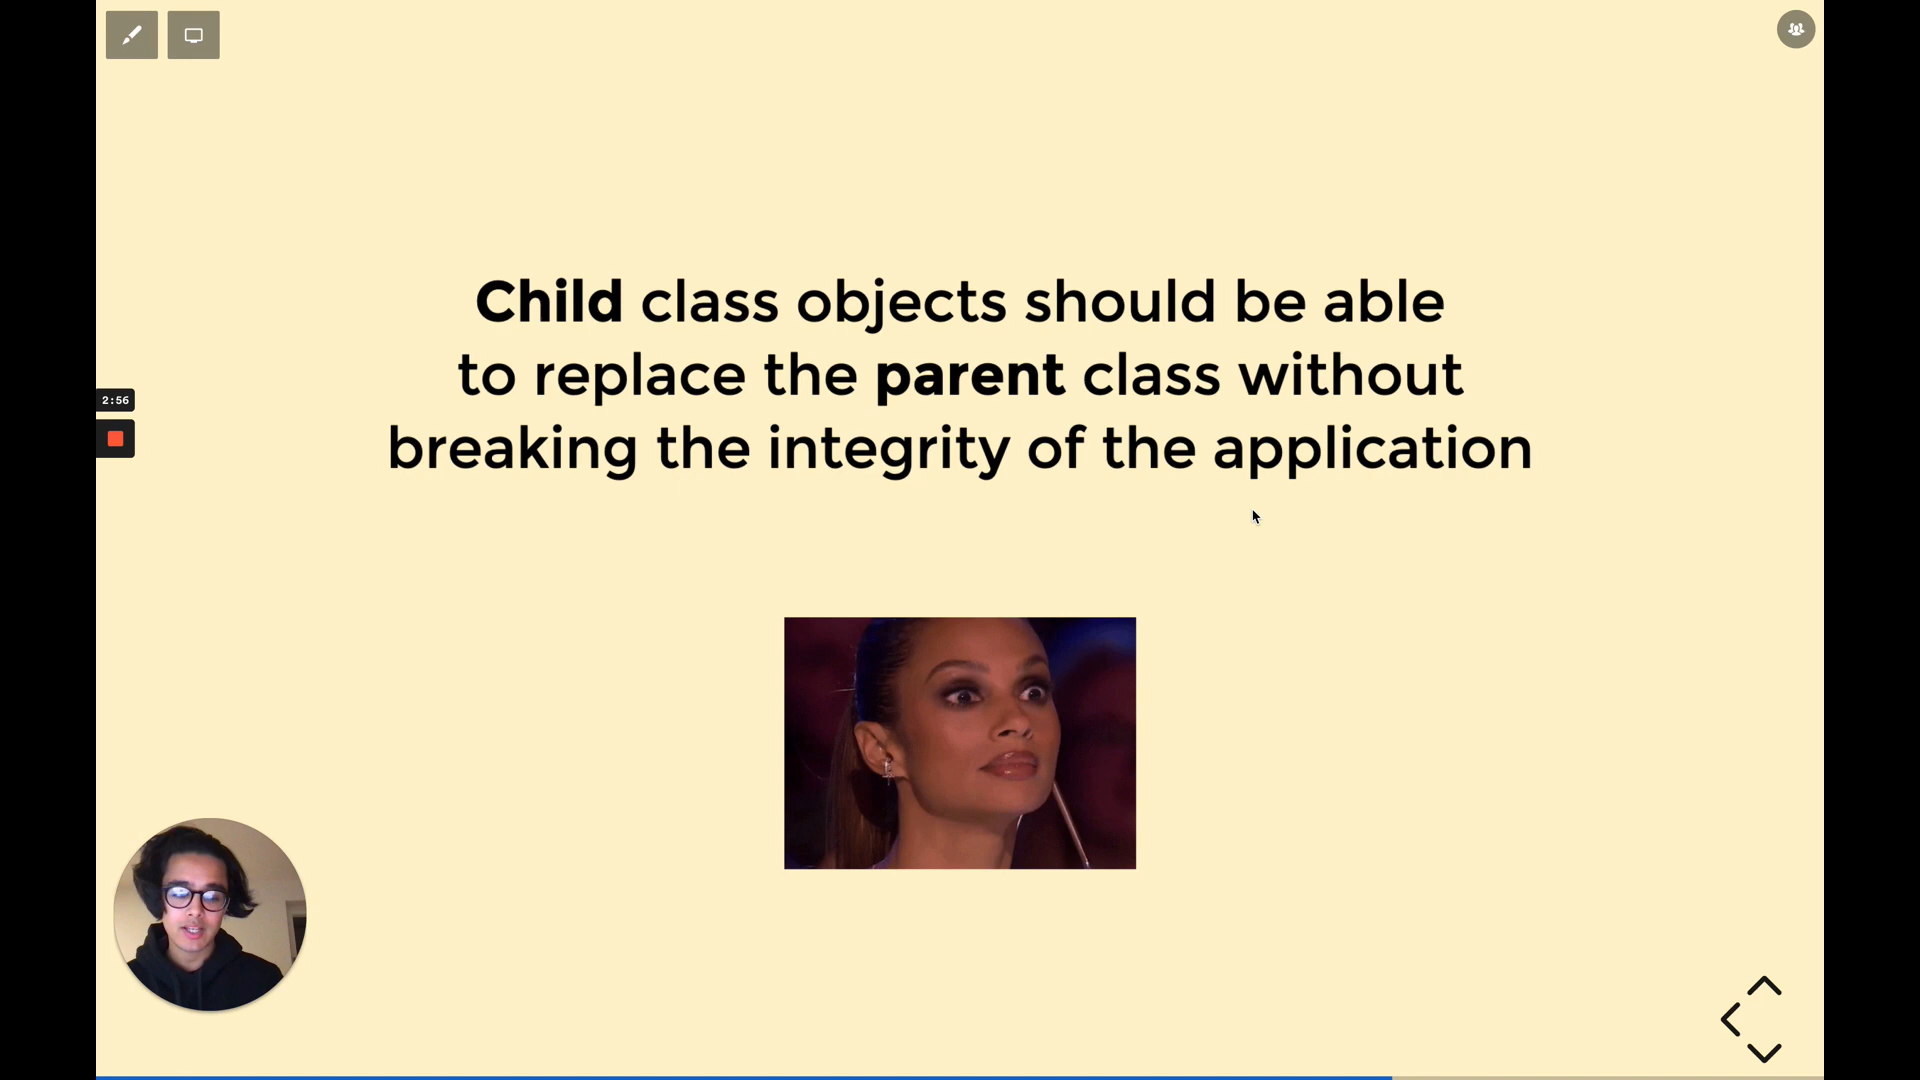 Child class objects should be able
to replace the parent class without
breaking the integrity of the application
2:56